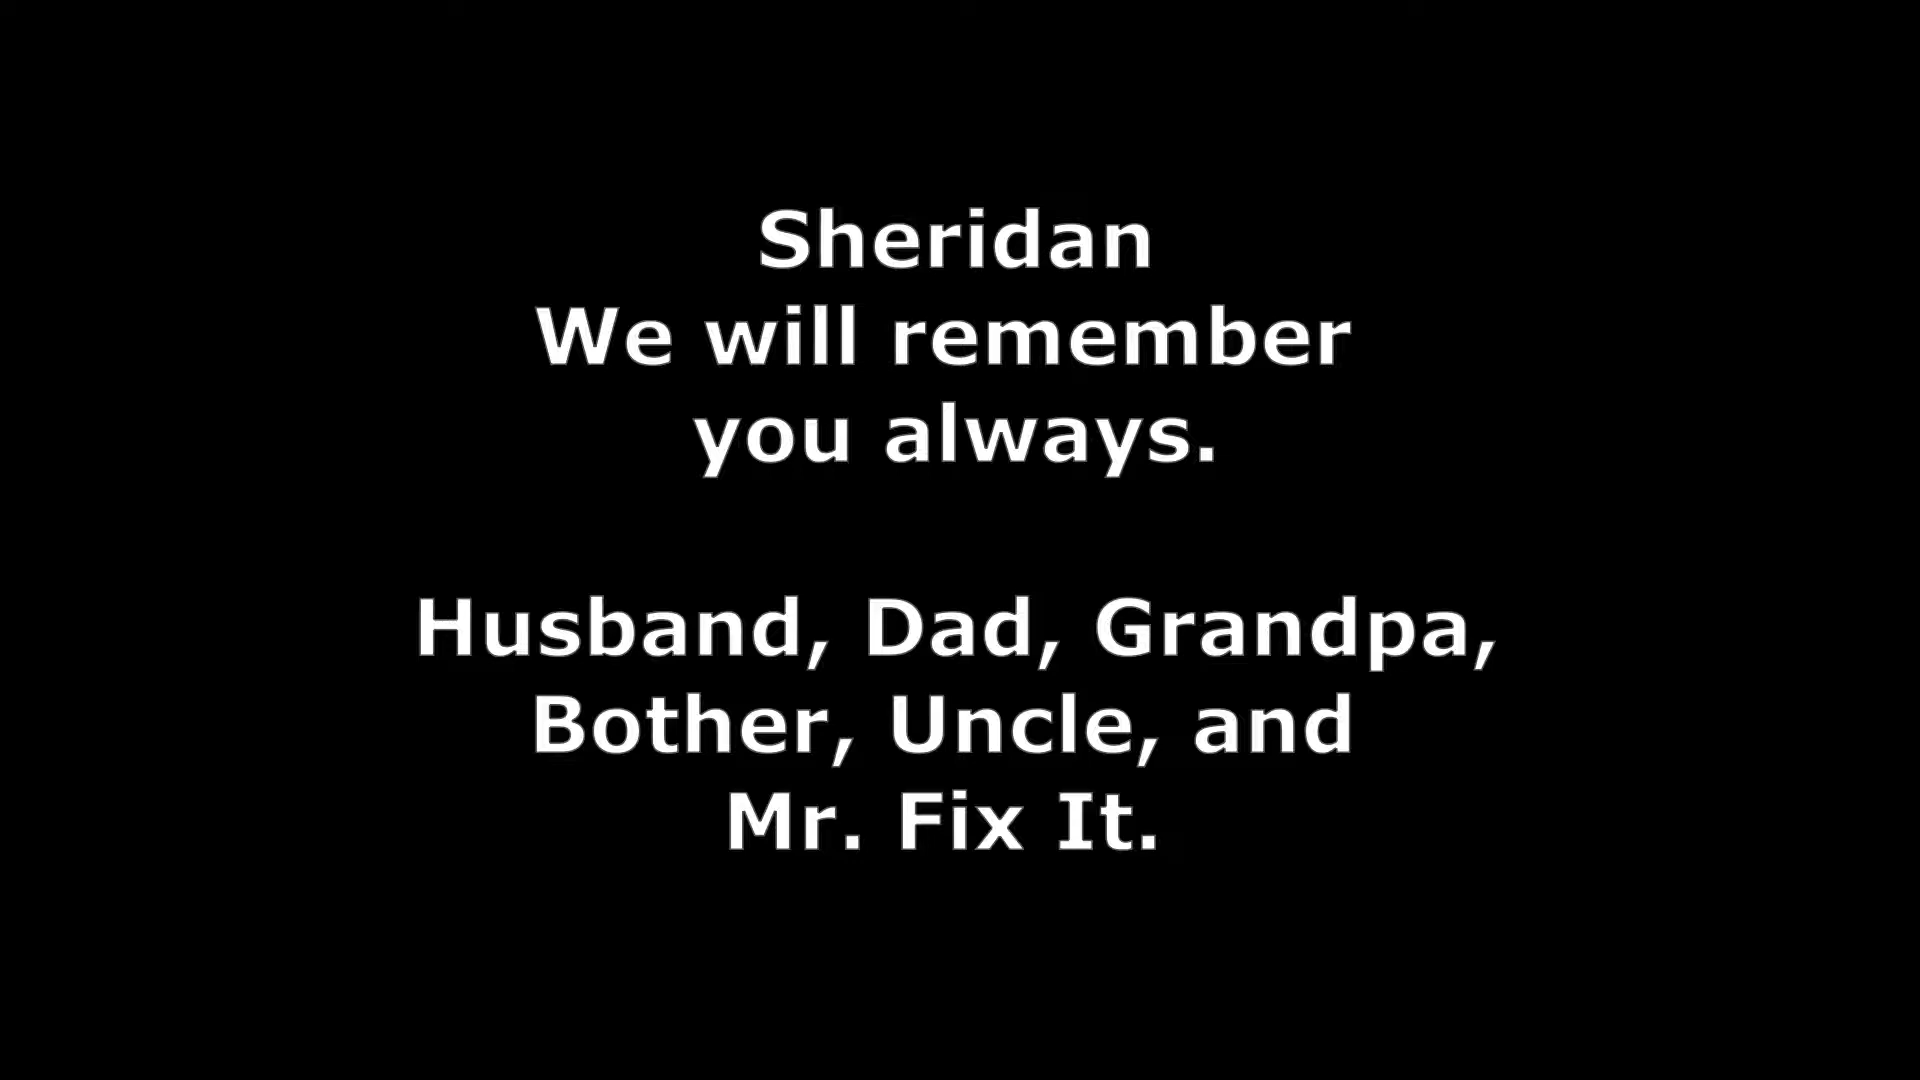 Sheridan
We will remember
you always.
Husband, Dad, Grandpa,
Bother, Uncle, and
Mr. Fix It.